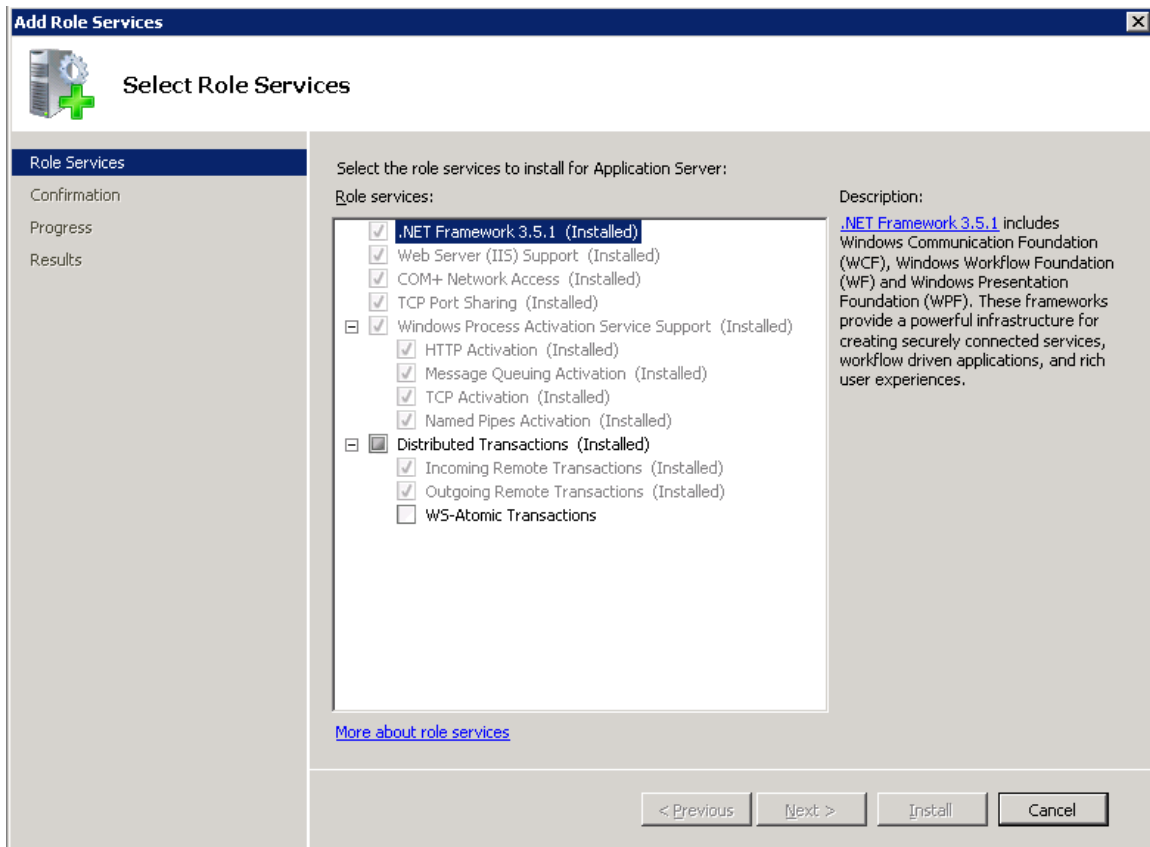 Add Role Services
Select Role Services
Role Services
Confirmation
Progress
Results
Select the role services to install for Application Server:
Role services:
.NET Framework 3.5.1 (Installed)
Web Server (IIS) Support (Installed)
COM+ Network Access (Installed)
TCP Port Sharing (Installed)
Windows Process Activation Service Support (Installed)
HTTP Activation (Installed)
Message Queuing Activation (Installed)
TCP Activation (Installed)
Named Pipes Activation (Installed)
Distributed Transactions (Installed)
Incoming Remote Transactions (Installed)
Outgoing Remote Transactions (Installed)
WS-Atomic Transactions
More about role services
Description:
.NET Framework 3.5.1 includes
Windows Communication Foundation
(WCF), Windows Workflow Foundation
(WF) and Windows Presentation
Foundation (WPF). These frameworks
provide a powerful infrastructure for
creating securely connected services,
workflow driven applications, and rich
user experiences.
< Previous
Next >
Install
Cancel